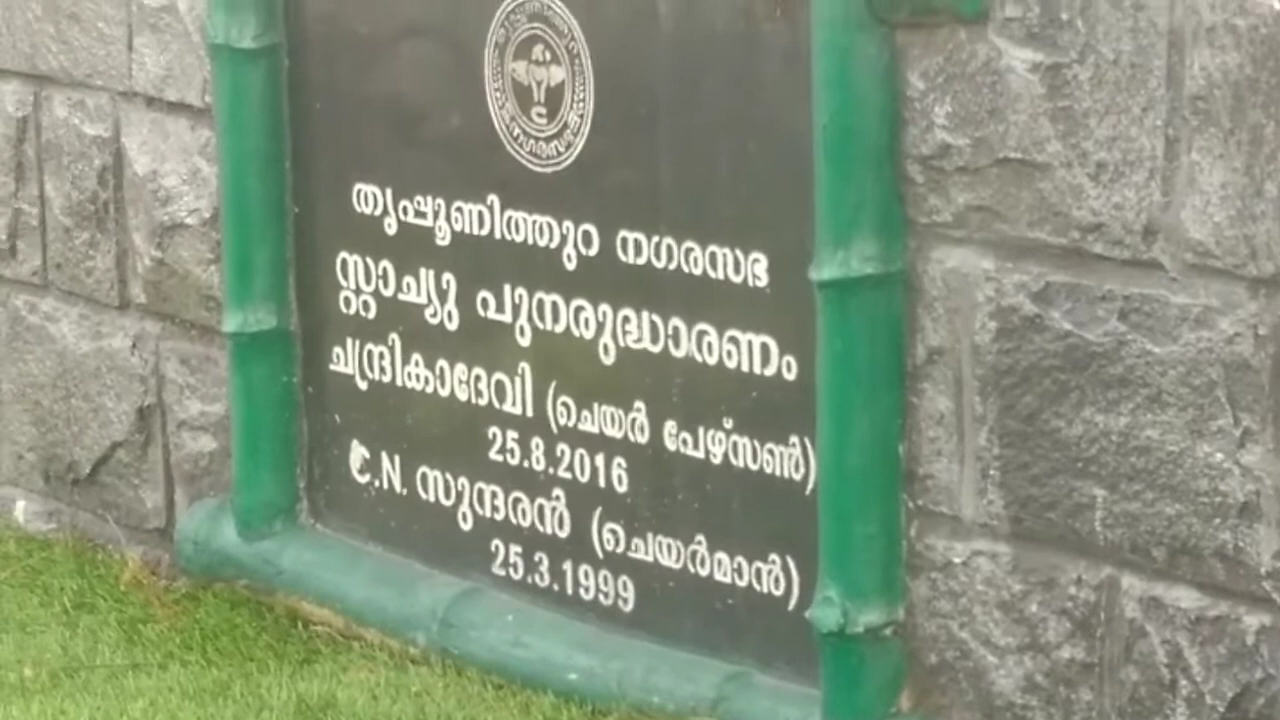 തൃപ്പൂണിത്തുറ നഗരസഭ
സ്റ്റാച്യു പുനരുദ്ധാരണം
ചന്ദ്രികാദേവി (ചെയർ പേഴ്സൺ)
25.8.2016
C.N. സുന്ദരൻ (ചെയർമാൻ)
25.3.1999